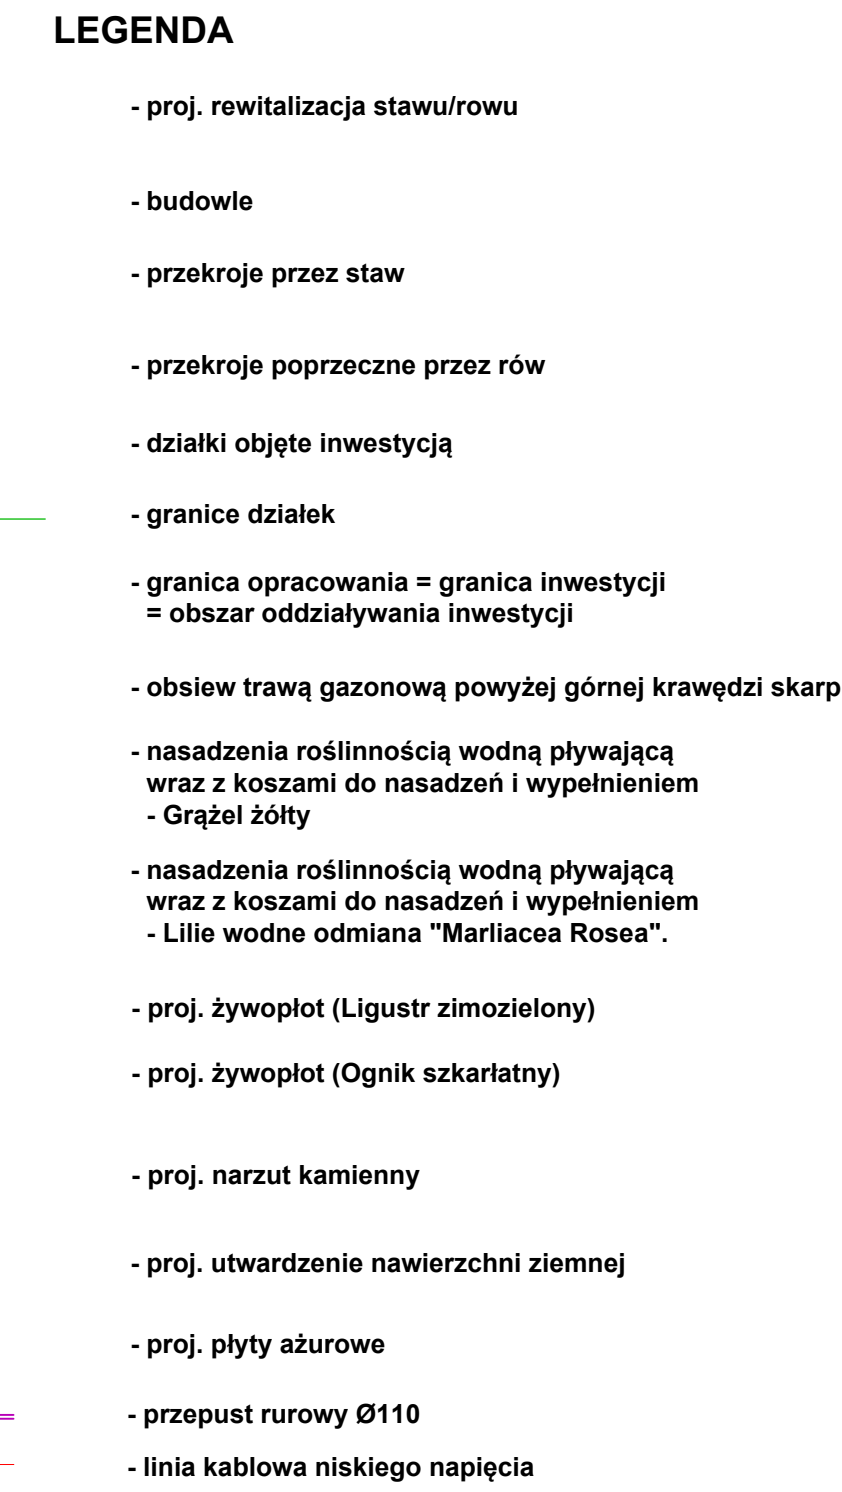 LEGENDA
- proj. rewitalizacja stawu/rowu
- budowle
- przekroje przez staw
- przekroje poprzeczne przez rów
- działki objęte inwestycją
- granice działek
- granica opracowania = granica inwestycji
= obszar oddziaływania inwestycji
- obsiew trawą gazonową powyżej górnej krawędzi skarp
- nasadzenia roślinnością wodną pływającą
wraz z koszami do nasadzeń i wypełnieniem
- Grążel żółty
- nasadzenia roślinnością wodną pływającą
wraz z koszami do nasadzeń i wypełnieniem
- Lilie wodne odmiana "Marliacea Rosea".
- proj. żywopłot (Ligustr zimozielony)
- proj. żywopłot (Ognik szkarłatny)
- proj. narzut kamienny
- proj. utwardzenie nawierzchni ziemnej
- proj. płyty ażurowe
- przepust rurowy Ø110
- linia kablowa niskiego napięcia